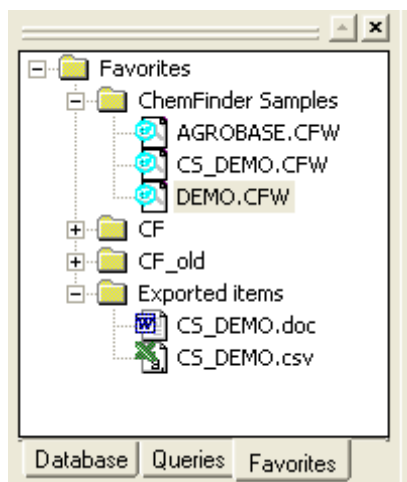 Favorites
ChemFinder Samples
AGROBASE.CFW
CS_DEMO.CFW
DEMO.CFW
CF
CF_old
Exported items
CS_DEMO.doc
CS_DEMO.csv
Database Queries Favorites